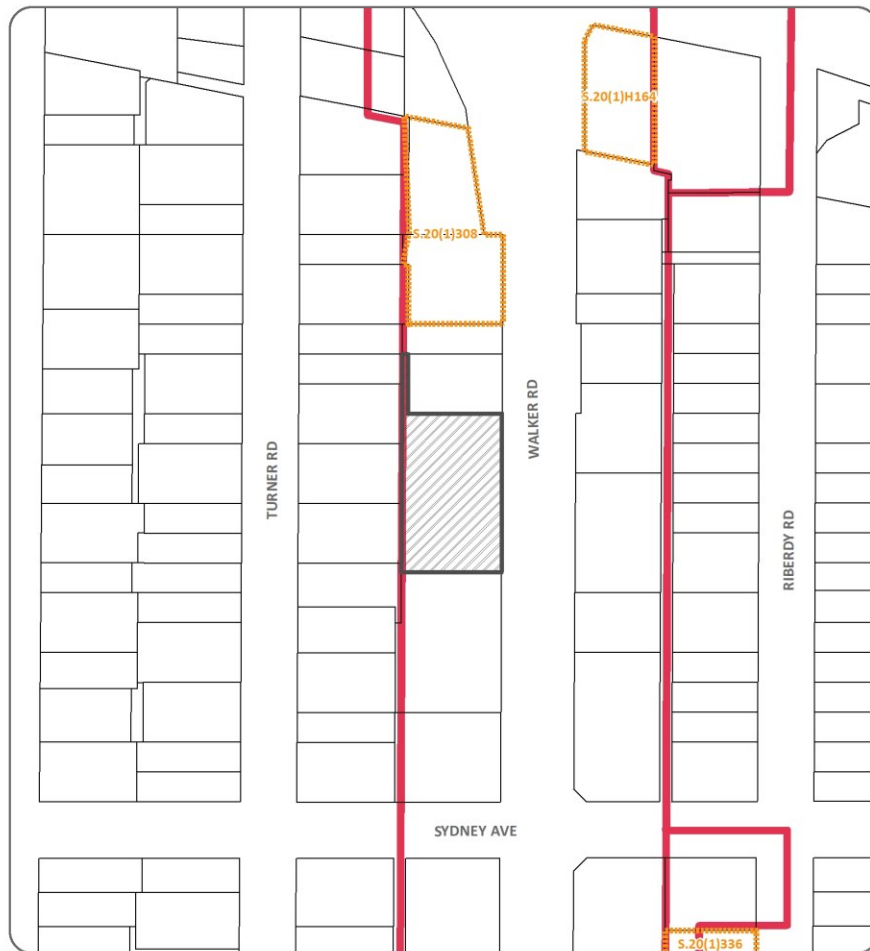 S.20(1)H164
S.20(1)308
WALKER RD
TURNER RD
RIBERDY RD
SYDNEY AVE
S.20(1)336